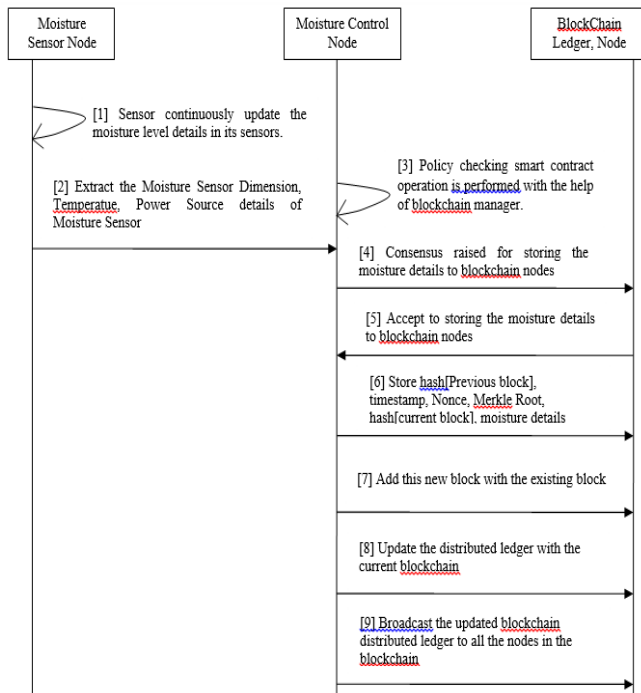 Moisture
Sensor Node
Moisture Control
Node
BlockChain
Ledger, Node
[1] Sensor continuously update the
moisture level details in its sensors.
[2] Extract the Moisture Sensor Dimension,
Temperatue, Power Source details of
Moisture Sensor
[3] Policy checking smart contract
operation is performed with the help
of blockchain manager.
[4] Consensus raised for storing the
moisture details to blockchain nodes
[5] Accept to storing the moisture details
to blockchain nodes
[6] Store hash[Previous block],
timestamp, Nonce, Merkle Root,
hash[current block], moisture details
[7] Add this new block with the existing block
[8] Update the distributed ledger with the
current blockchain
[9] Broadcast the updated blockchain
distributed ledger to all the nodes in the
blockchain